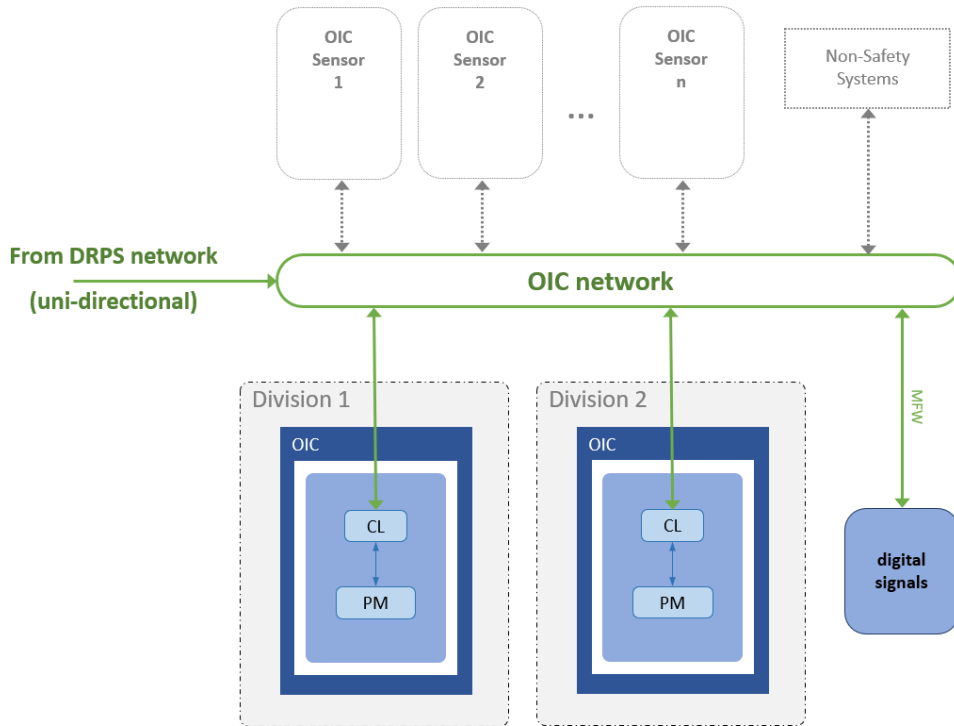 OIC
Sensor
1
OIC
Sensor
2
...
OIC
Sensor
n
Non-Safety
Systems
From DRPS network
(uni-directional)
OIC network
MFW
Division 1
OIC
CL
PM
Division 2
OIC
CL
PM
digital
signals